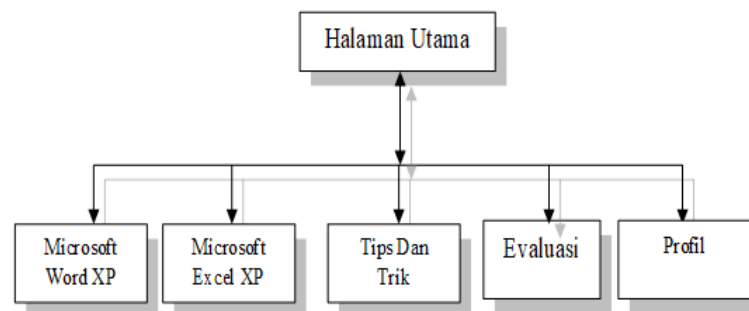 Halaman Utama
Microsoft
Word XP
Microsoft
Excel XP
Tips Dan
Trik
Evaluasi
Profil